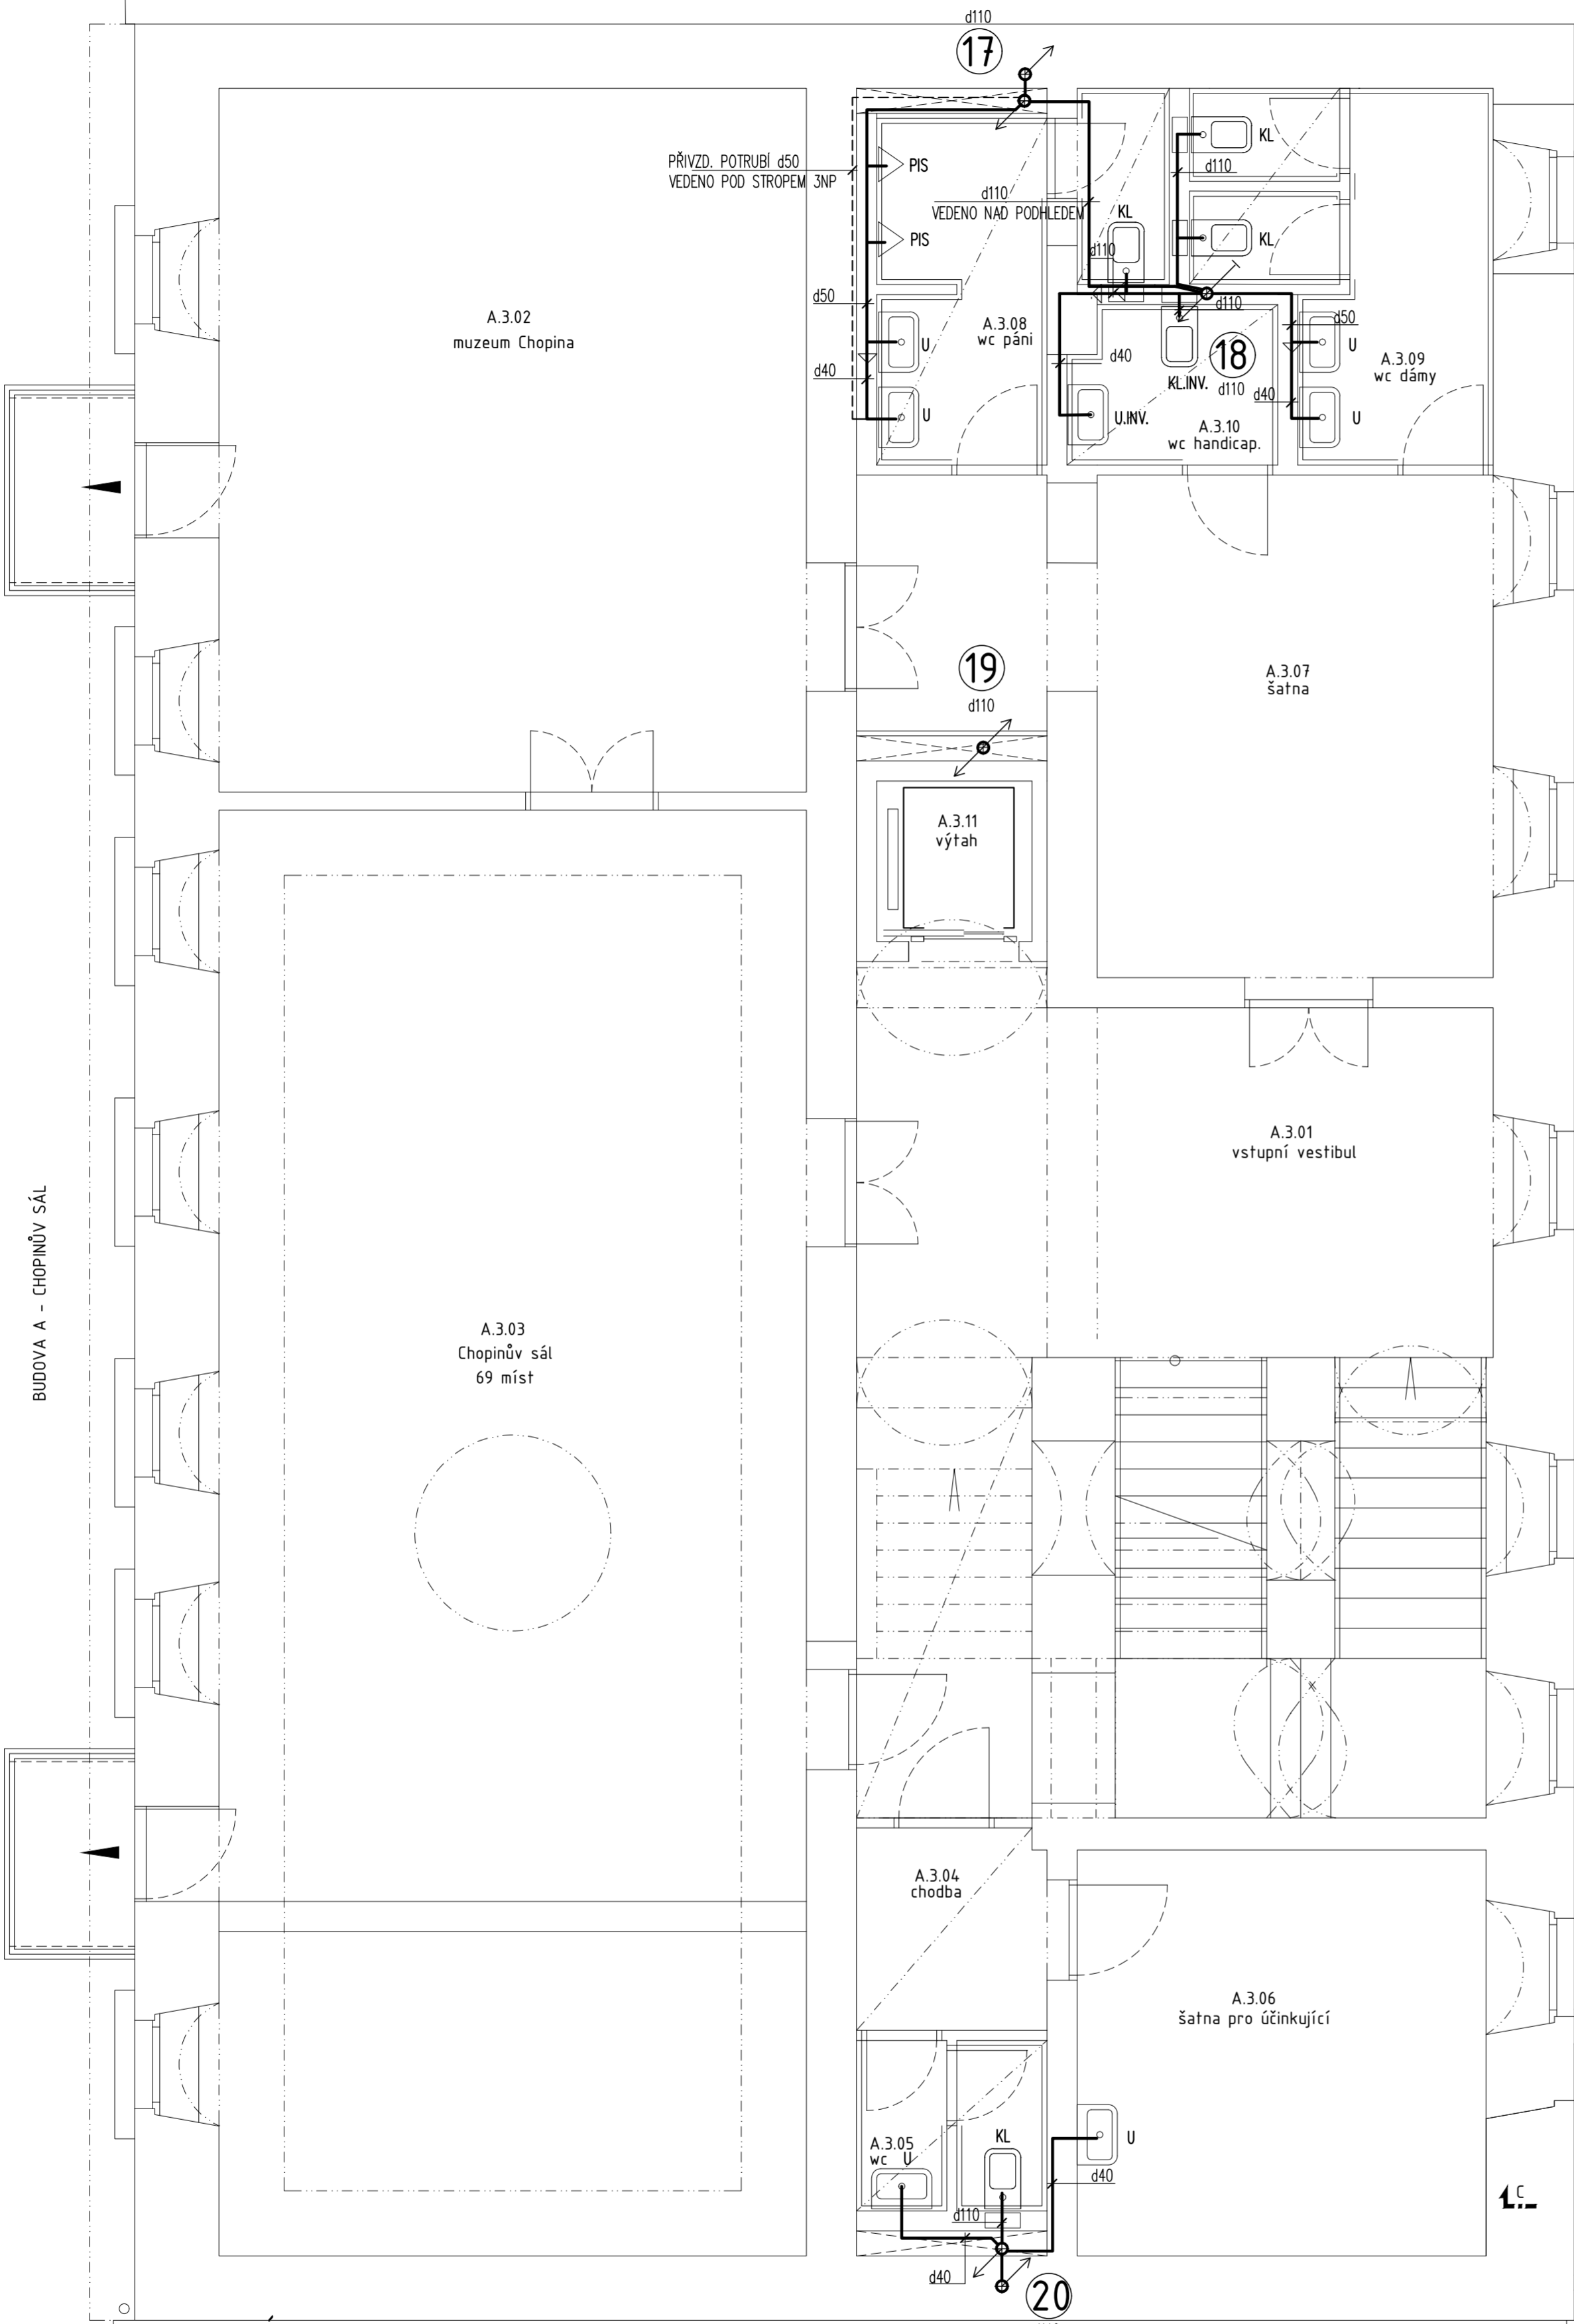 d110
17
PŘIVZD. POTRUBÍ d50
VEDENO POD STROPEM 3NP
PIS
d110
VEDENO NAD PODHLEDEM
KL
d110
KL
PIS
KL
d110
d50
A.3.02
muzeum Chopina
A.3.08
wc páni
U
d110
d50
18
U
A.3.09
wc dámy
d40
d40
KL.INV.
d110
d40
U
U.INV.
U
A.3.10
wc handicap.
19
d110
A.3.07
šatna
A.3.11
výtah
A.3.01
vstupní vestibul
BUDOVA A - CHOPINŮV SÁL
A.3.03
Chopinův sál
69 míst
A.3.04
chodba
A.3.06
šatna pro účinkující
A.3.05
wc U
KL
U
d40
d110
d40
20
C